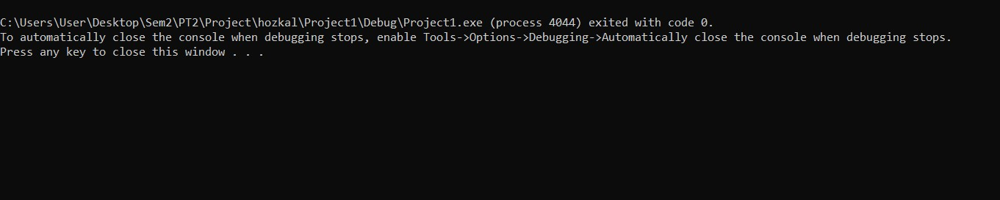 C:\Users\User\Desktop\Sem2\PT2\Project\hozkal\Project1\Debug\Project1.exe (process 4044) exited with code 0.
To automatically close the console when debugging stops, enable Tools->Options->Debugging->Automatically close the console when debugging stops.
Press any key to close this window . . .